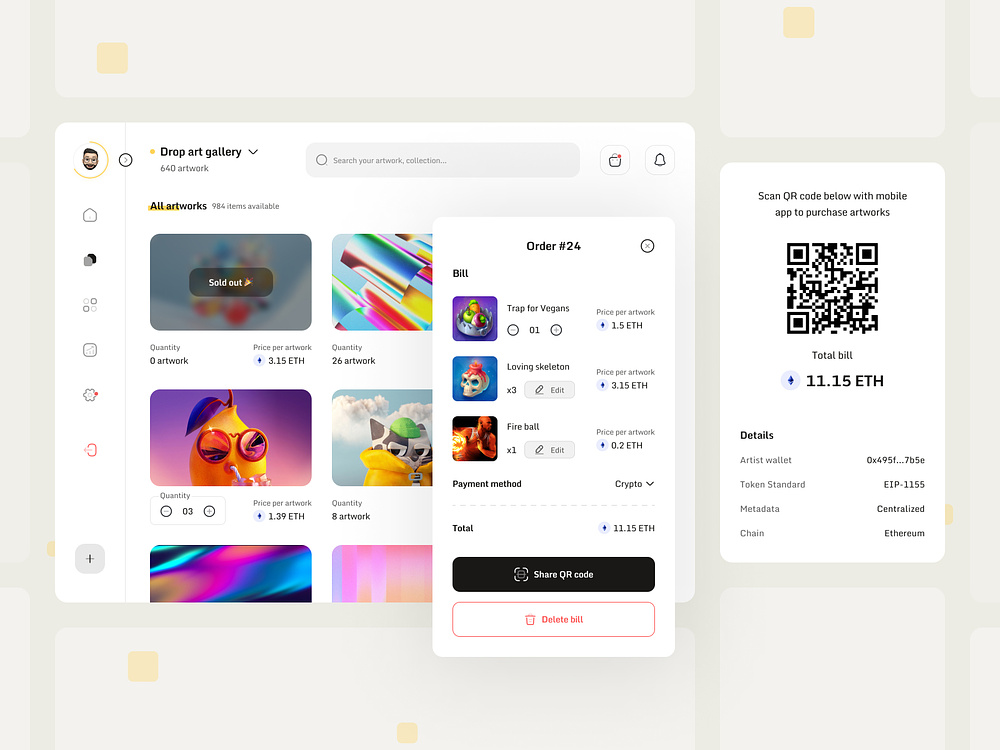 Drop art gallery
640 artwork
Search your artwork, collection...
All artworks 984 items available
Sold out
Quantity
0 artwork
Price per artwork
3.15 ETH
Quantity
26 artwork
Quantity
03
Price per artwork
1.39 ETH
Quantity
8 artwork
Order #24
Bill
Trap for Vegans
01
Price per artwork
1.5 ETH
Loving skeleton
x3 Edit
Price per artwork
3.15 ETH
Fire ball
x1 Edit
Price per artwork
0.2 ETH
Payment method Crypto
Total 11.15 ETH
Share QR code
Delete bill
Scan QR code below with mobile
app to purchase artworks
Total bill
11.15 ETH
Details
Artist wallet 0x495f...7b5e
Token Standard EIP-1155
Metadata Centralized
Chain Ethereum